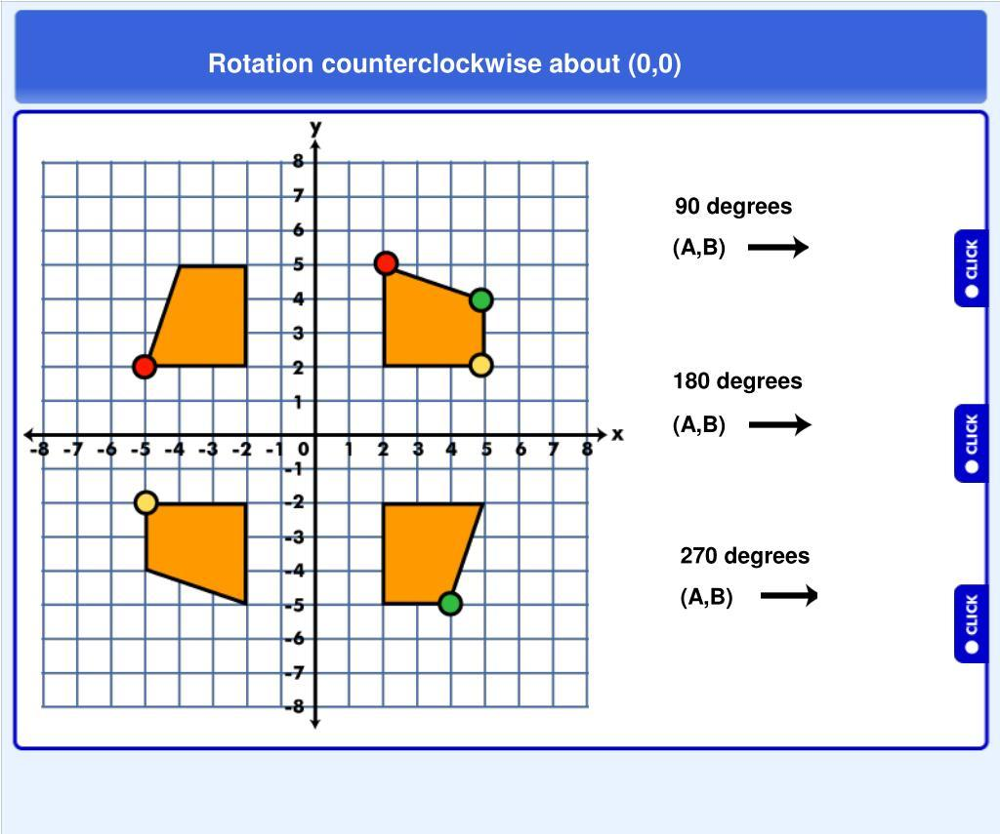 Rotation counterclockwise about (0,0)
y
8
7
6
5
4
3
2
1
-8 -7 -6 -5 -4 -3 -2 -1 0 1 2 3 4 5 6 7 8 x
-1
-2
-3
-4
-5
-6
-7
-8
90 degrees
(A,B)
CLICK
180 degrees
(A,B)
CLICK
270 degrees
(A,B)
CLICK